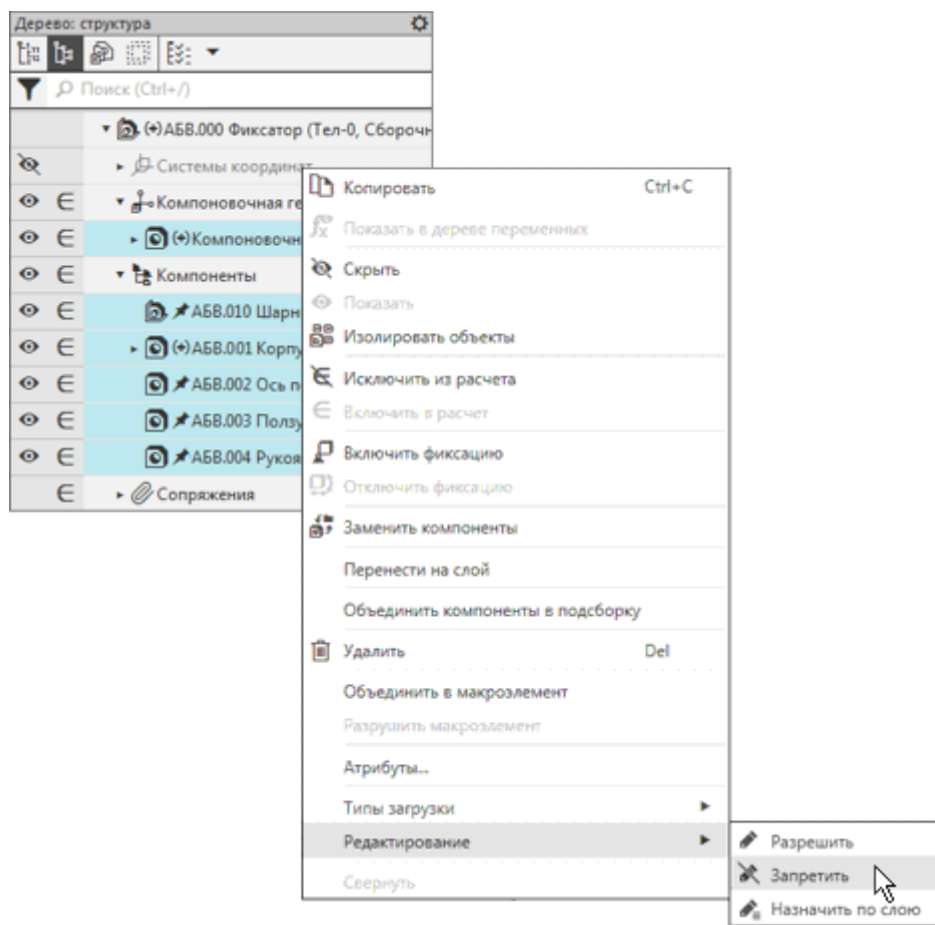 Дерево: структура
Поиск (Ctrl+/)
(+)АБВ.000 Фиксатор (Тел-0, Сбороч
Системы координат
Компоновочная ге
(+)Компоновочн
Компоненты
АБВ.010 Шарн
(+)АБВ.001 Корпу
АБВ.002 Ось п
АБВ.003 Ползу
АБВ.004 Рукоя
Сопряжения
Копировать Ctrl+C
Показать в дереве переменных
Скрыть
Показать
Изолировать объекты
Исключить из расчета
Включить в расчет
Включить фиксацию
Отключить фиксацию
Заменить компоненты
Перенести на слой
Объединить компоненты в подсборку
Удалить Del
Объединить в макроэлемент
Разрушить макроэлемент
Атрибуты...
Типы загрузки
Редактирование
Свернуть
Разрешить
Запретить
Назначить по слою